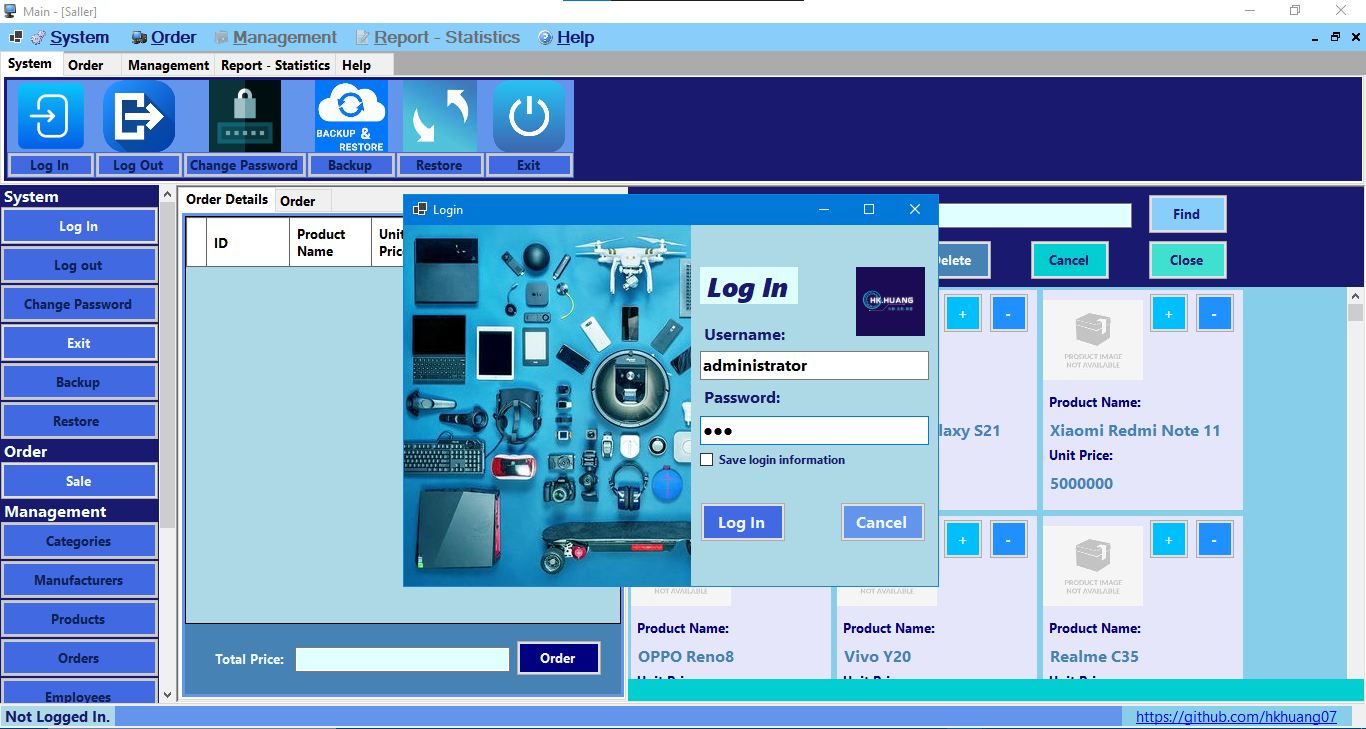 Main - [Saller]
System Order Management Report - Statistics Help
System Order Management Report - Statistics Help
BACKUP &
RESTORE
Log In Log Out Change Password Backup Restore Exit
System
Log In
Log out
Change Password
Exit
Backup
Restore
Order
Sale
Management
Categories
Manufacturers
Products
Orders
Employees
Order Details Order
ID
Product
Name
Unit
Total Price:
Order
Login
Log In
HK.HUANG
Username:
administrator
Password:
●●●
Save login information
Log In
Cancel
Find
Cancel
Close
+ -
+ -
PRODUCT IMAGE
NOT AVAILABLE
Product Name:
S21
Xiaomi Redmi Note 11
Unit Price:
5000000
+ -
+ -
PRODUCT IMAGE
NOT AVAILABLE
NOT AVAILABLE
NOT AVAILABLE
Product Name:
OPPO Reno8
Product Name:
Vivo Y20
Product Name:
Realme C35
Not Logged In.
https://github.com/hkhuang07